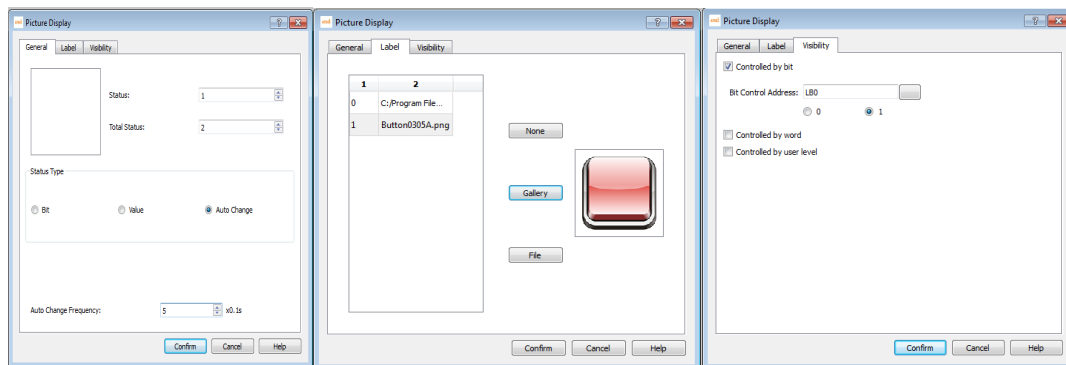 Picture Display
General Label Visibility
Status: 1
Total Status: 2
Status Type
Bit Value Auto Change
Auto Change Frequency: 5 x0.1s
Confirm Cancel Help
Picture Display
General Label Visibility
1 2
0 C:/Program File...
1 Button0305A.png
None
Gallery
File
Confirm Cancel Help
Picture Display
General Label Visibility
Controlled by bit
Bit Control Address: LB0
0 1
Controlled by word
Controlled by user level
Confirm Cancel Help